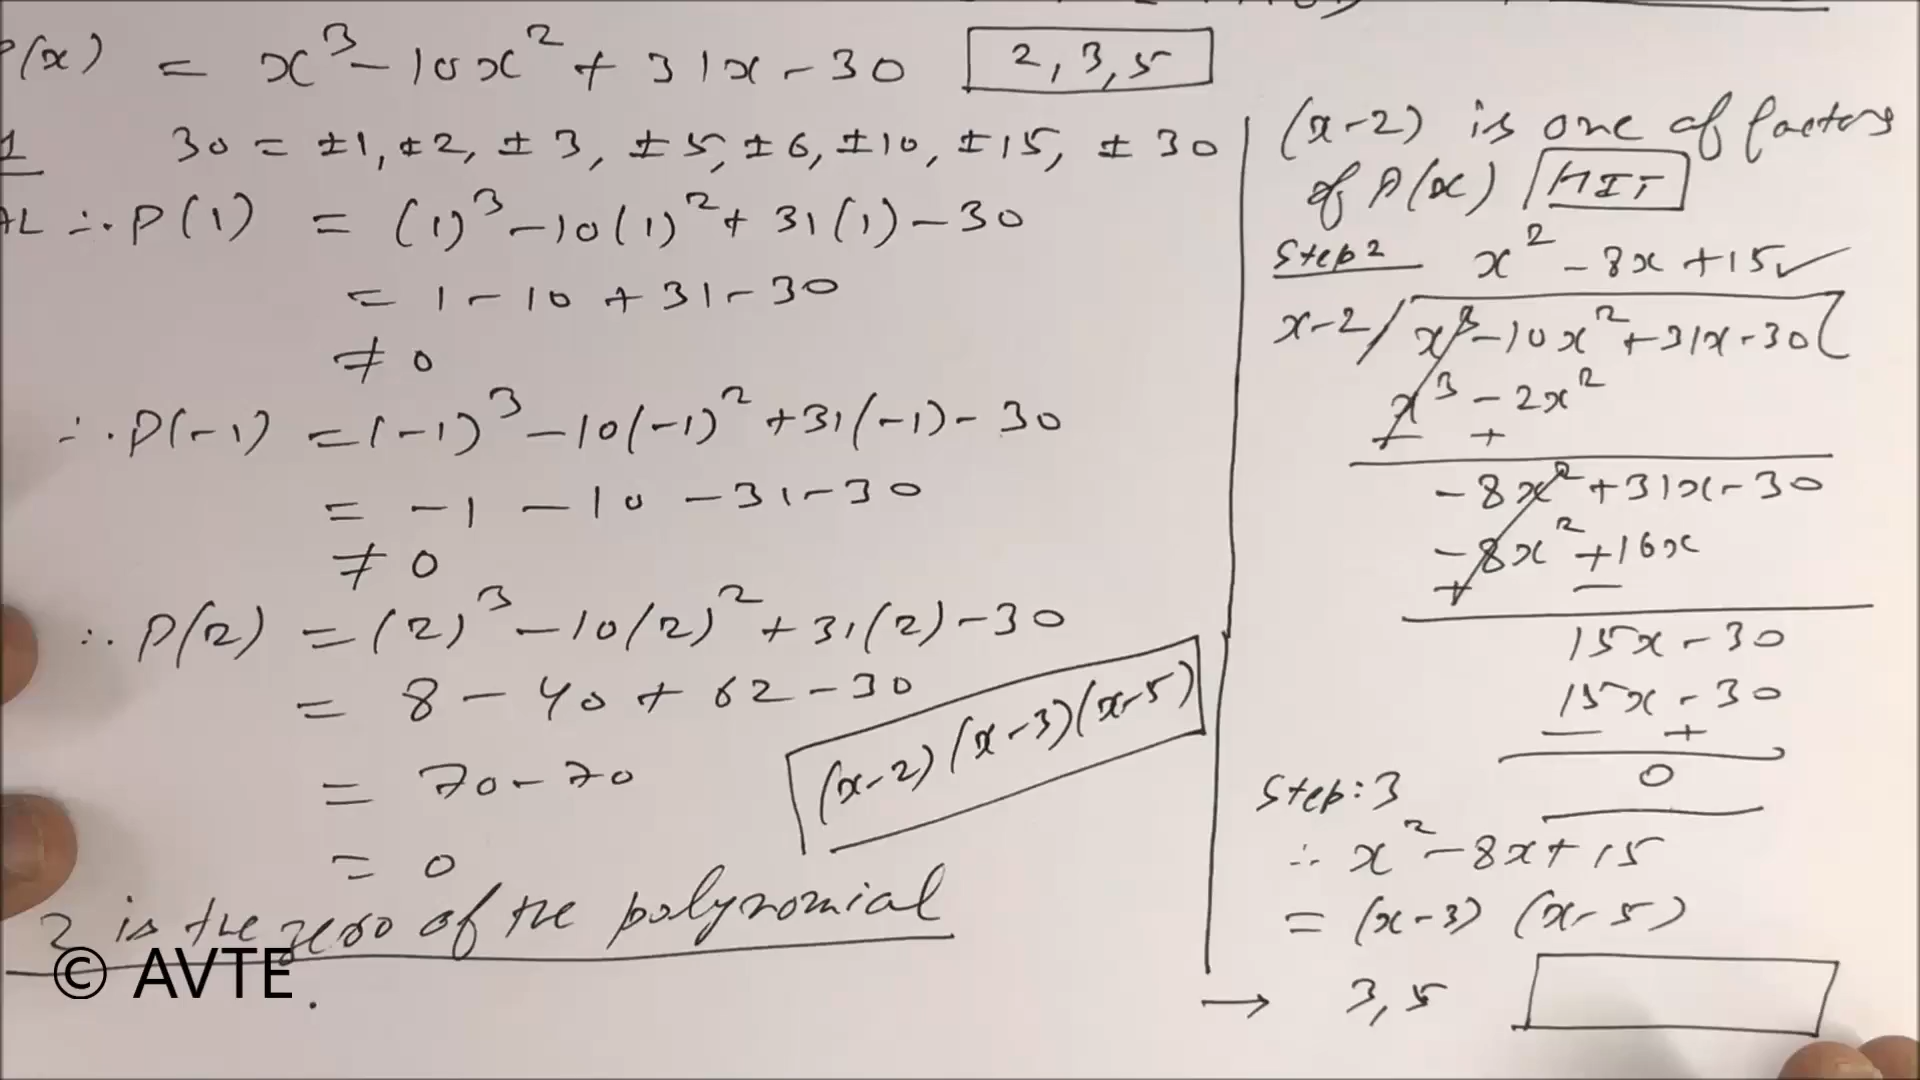 P(x) = x³ - 10x² + 31x - 30 2, 3, 5
1 30 = ±1, ±2, ±3, ±5, ±6, ±10, ±15, ±30
AL ∴ P(1) = (1)³ - 10(1)² + 31(1) - 30
= 1 - 10 + 31 - 30
≠ 0
∴ P(-1) = (-1)³ - 10(-1)² + 31(-1) - 30
= -1 - 10 - 31 - 30
≠ 0
∴ P(2) = (2)³ - 10(2)² + 31(2) - 30
= 8 - 40 + 62 - 30
= 70 - 70
= 0
(x-2)(x-3)(x-5)
2 is the zero of the polynomial
(x-2) is one of factors
of P(x) HIT
Step 2 x² - 8x + 15 ✓
x-2 / x³ - 10x² + 31x - 30 (
x³ - 2x²
- +
-8x² + 31x - 30
-8x² + 16x
+ -
15x - 30
15x - 30
- +
0
Step: 3
∴ x² - 8x + 15
= (x-3) (x-5)
→ 3, 5
© AVTE .